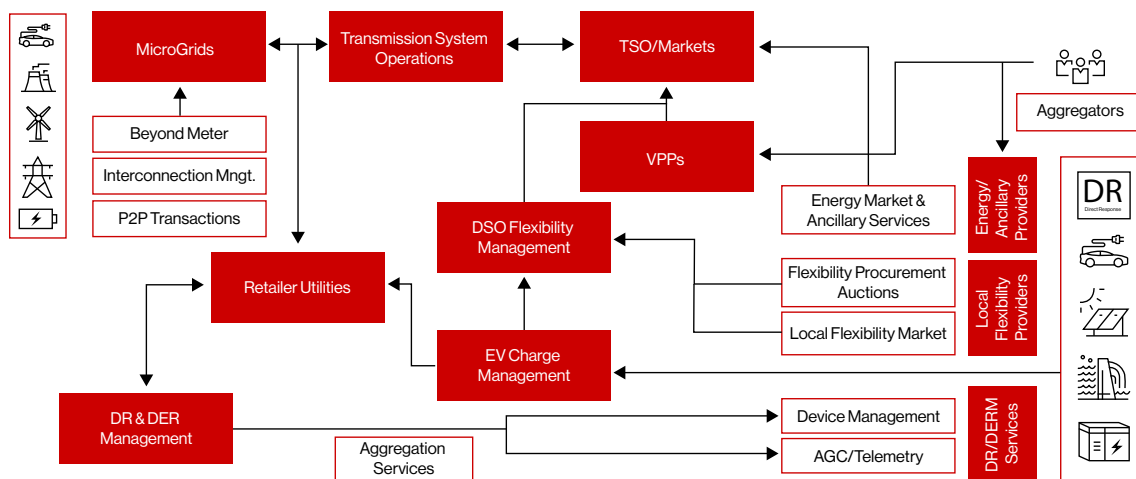 MicroGrids
Transmission System
Operations
TSO/Markets
Aggregators
Beyond Meter
Interconnection Mngt.
P2P Transactions
VPPs
Energy Market &
Ancillary Services
Energy/
Ancillary
Providers
DR
Direct Response
DSO Flexibility
Management
Retailer Utilities
Flexibility Procurement
Auctions
Local Flexibility Market
Local
Flexibility
Providers
EV Charge
Management
DR & DER
Management
Aggregation
Services
Device Management
AGC/Telemetry
DR/DERM
Services